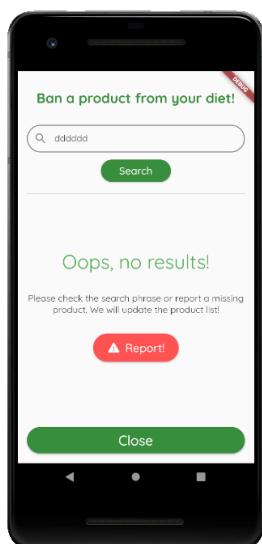 DEBUG
Ban a product from your diet!
dddddd
Search
Oops, no results!
Please check the search phrase or report a missing
product. We will update the product list!
Report!
Close